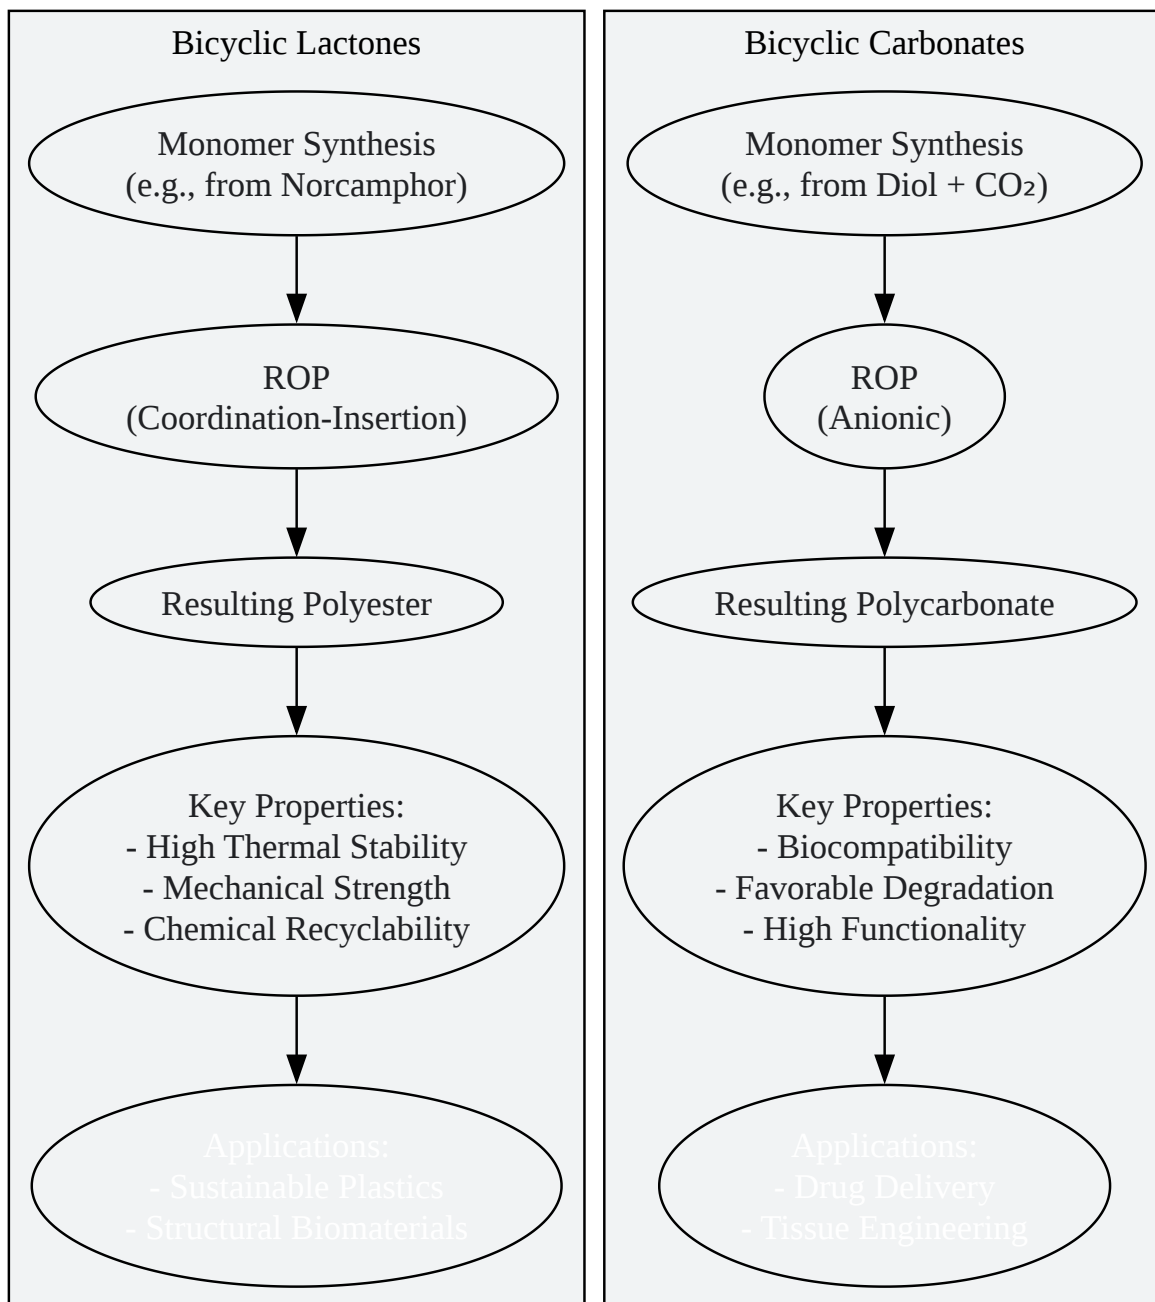 Bicyclic Lactones
Monomer Synthesis
(e.g., from Norcamphor)
ROP
(Coordination-Insertion)
Resulting Polyester
Key Properties:
- High Thermal Stability
- Mechanical Strength
- Chemical Recyclability
Applications:
- Sustainable Plastics
- Structural Biomaterials
Bicyclic Carbonates
Monomer Synthesis
(e.g., from Diol + CO₂)
ROP
(Anionic)
Resulting Polycarbonate
Key Properties:
- Biocompatibility
- Favorable Degradation
- High Functionality
Applications:
- Drug Delivery
- Tissue Engineering